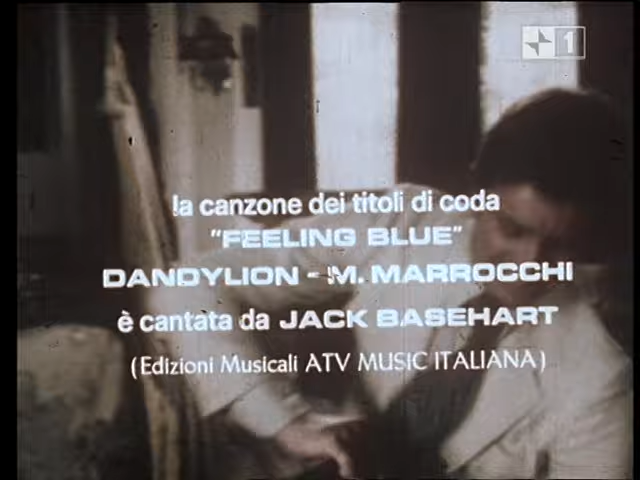 1
la canzone dei titoli di coda
"FEELING BLUE"
DANDYLION - M. MARROCCHI
è cantata da JACK BASEHART
(Edizioni Musicali ATV MUSIC ITALIANA)